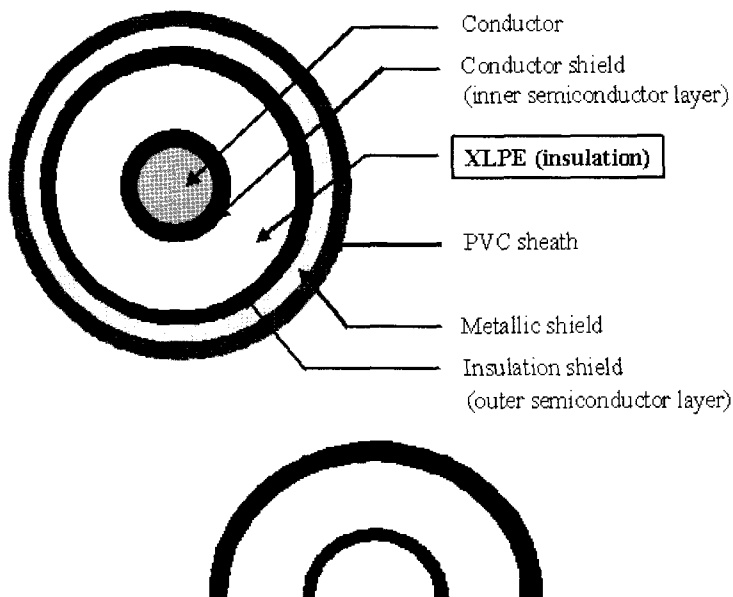 Conductor
Conductor shield
(inner semiconductor layer)
XLPE (insulation)
PVC sheath
Metallic shield
Insulation shield
(outer semiconductor layer)